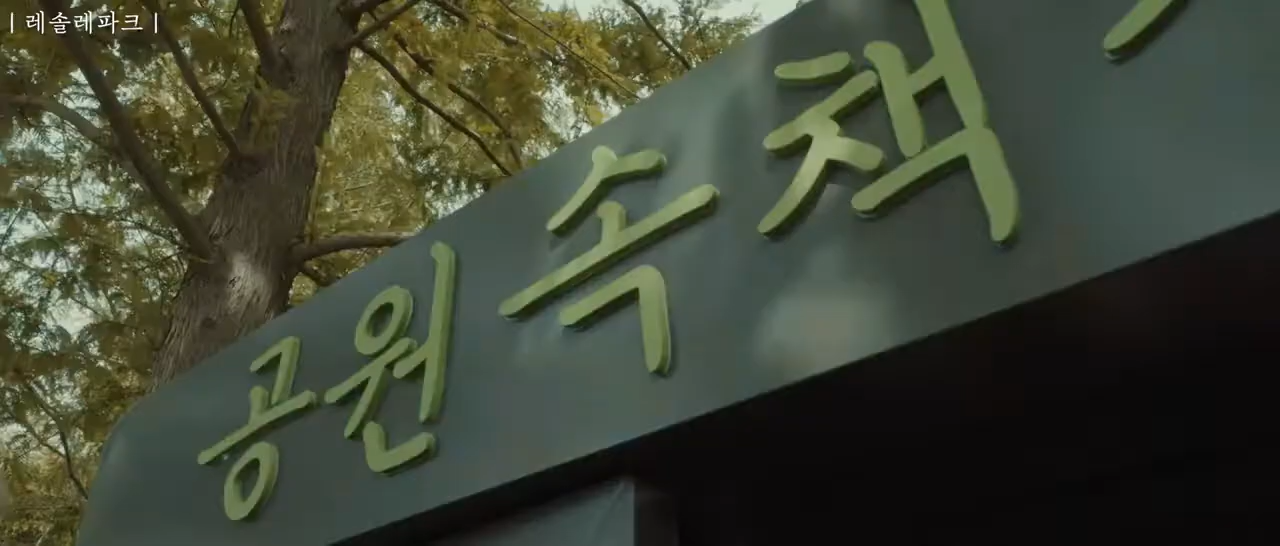 | 레솔레파크 |
공원 속 책